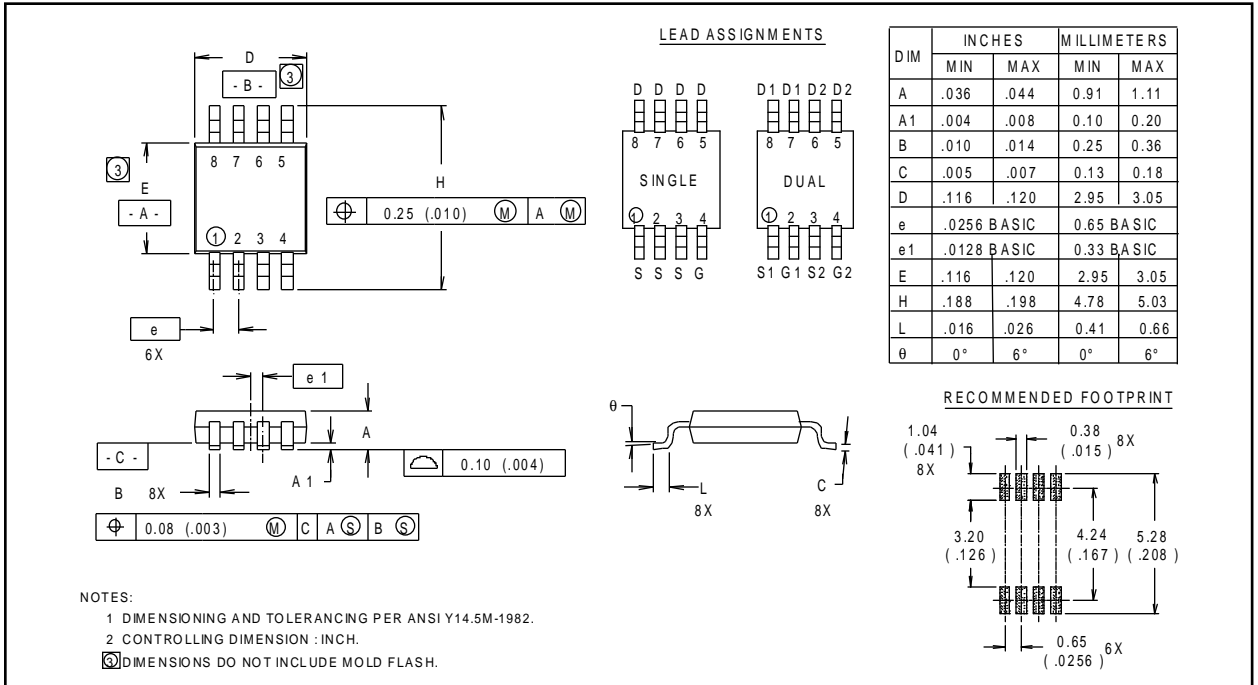 D
- B -
3
8 7 6 5
3
E
- A -
H
0.25 (.010) M A M
1 2 3 4
e
6X
e1
A
- C -
A1
0.10 (.004)
B 8X
0.08 (.003) M C A S B S
LEAD ASSIGNMENTS
D D D D
8 7 6 5
SINGLE
1 2 3 4
S S S G
D1 D1 D2 D2
8 7 6 5
DUAL
1 2 3 4
S1 G1 S2 G2
θ
L
8X
C
8X
DIM INCHES MILLIMETERS
MIN MAX MIN MAX
A .036 .044 0.91 1.11
A1 .004 .008 0.10 0.20
B .010 .014 0.25 0.36
C .005 .007 0.13 0.18
D .116 .120 2.95 3.05
e .0256 BASIC 0.65 BASIC
e1 .0128 BASIC 0.33 BASIC
E .116 .120 2.95 3.05
H .188 .198 4.78 5.03
L .016 .026 0.41 0.66
θ 0° 6° 0° 6°
RECOMMENDED FOOTPRINT
1.04
(.041)
8X
0.38
(.015) 8X
3.20
(.126)
4.24
(.167)
5.28
(.208)
0.65
(.0256) 6X
NOTES:
1 DIMENSIONING AND TOLERANCING PER ANSI Y14.5M-1982.
2 CONTROLLING DIMENSION : INCH.
3 DIMENSIONS DO NOT INCLUDE MOLD FLASH.